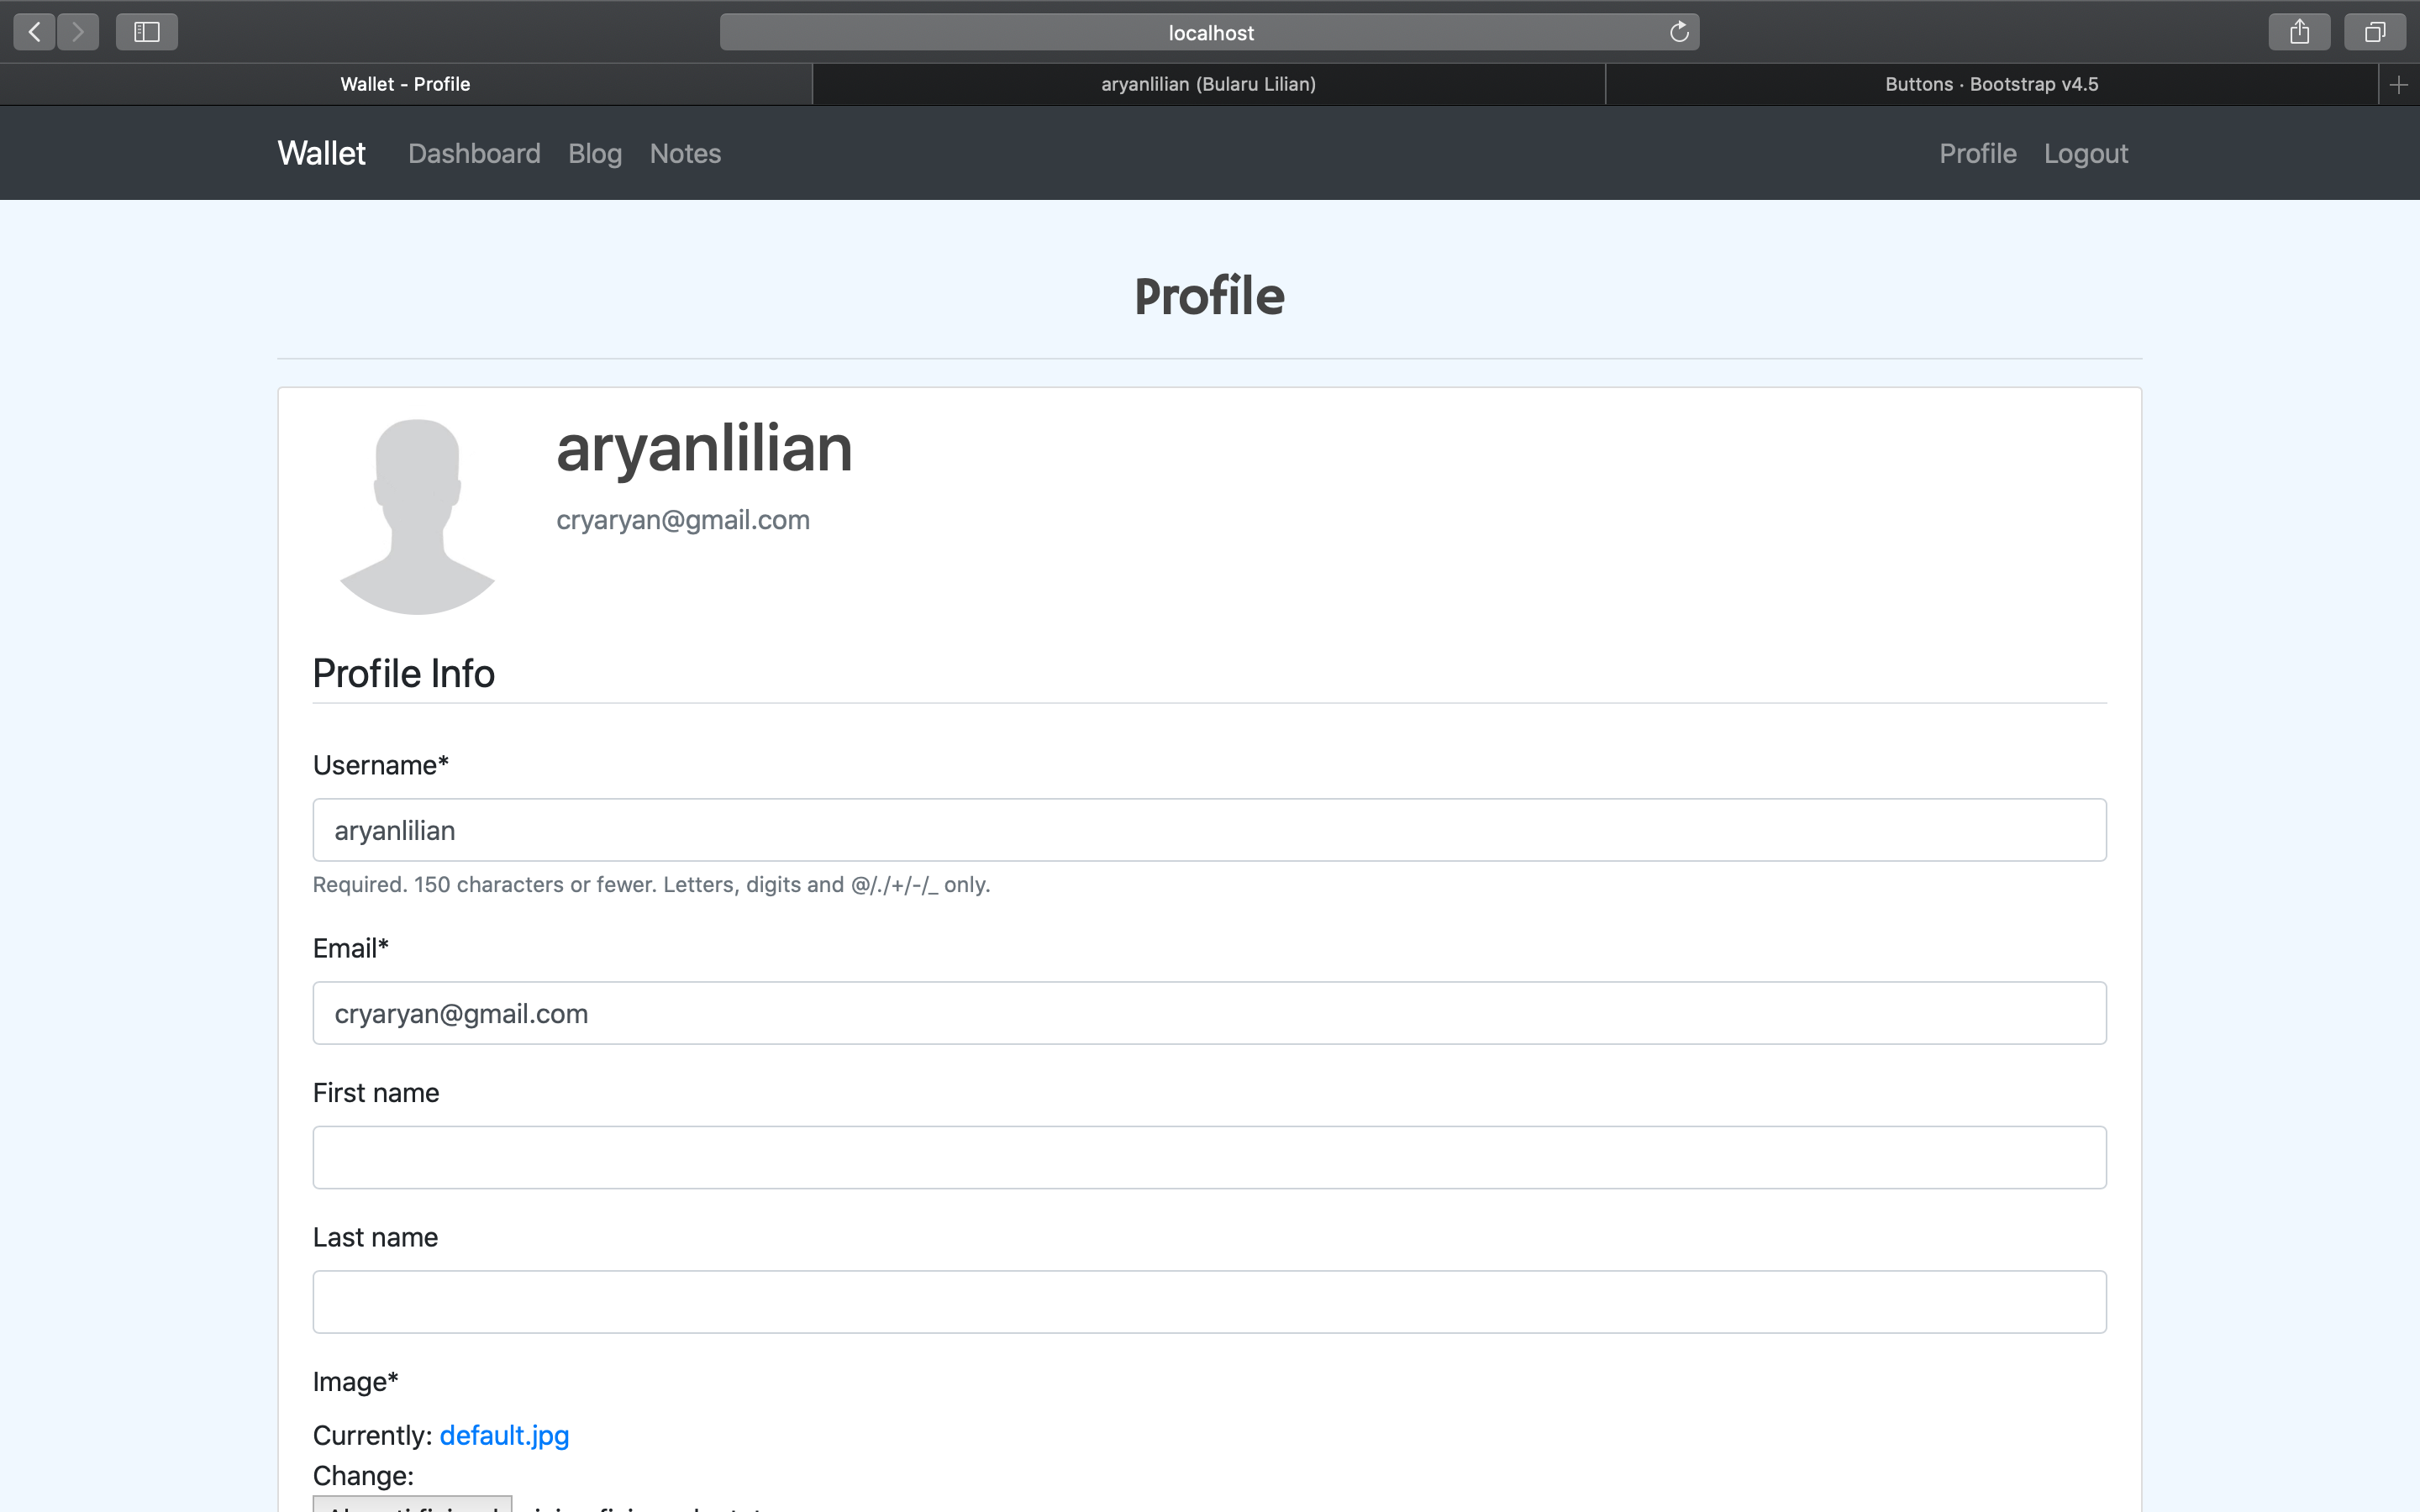 localhost
Wallet - Profile
aryanlilian (Bularu Lilian)
Buttons · Bootstrap v4.5
Wallet Dashboard Blog Notes Profile Logout
Profile
aryanlilian
cryaryan@gmail.com
Profile Info
Username*
aryanlilian
Required. 150 characters or fewer. Letters, digits and @/./+/-/_ only.
Email*
cryaryan@gmail.com
First name
Last name
Image*
Currently: default.jpg
Change: